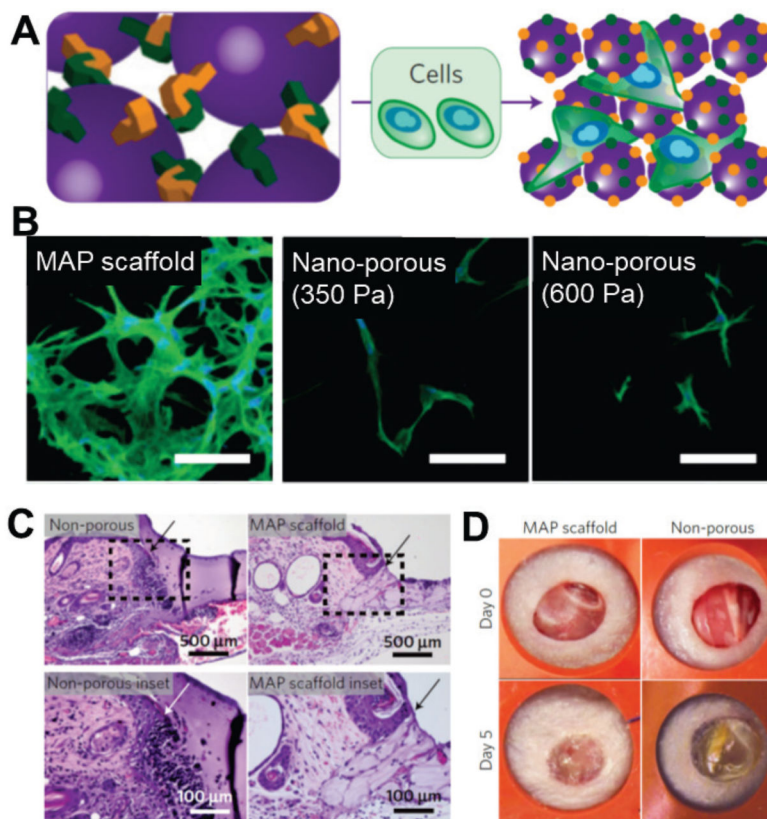 A
Cells
B
MAP scaffold
Nano-porous
(350 Pa)
Nano-porous
(600 Pa)
C
Non-porous
500 µm
MAP scaffold
500 µm
Non-porous inset
100 µm
MAP scaffold inset
100 µm
D
MAP scaffold
Non-porous
Day 0
Day 5